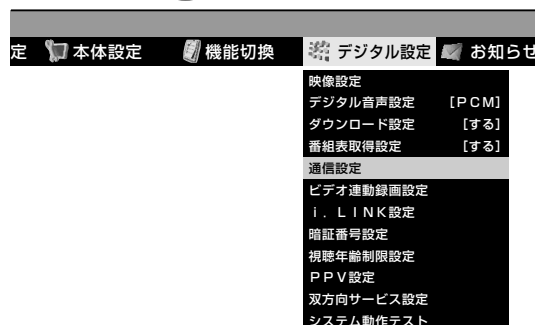 定 本体設定 機能切換 デジタル設定 お知らせ
映像設定
デジタル音声設定 [PCM]
ダウンロード設定 [する]
番組表取得設定 [する]
通信設定
ビデオ連動録画設定
i.LINK設定
暗証番号設定
視聴年齢制限設定
PPV設定
双方向サービス設定
システム動作テスト